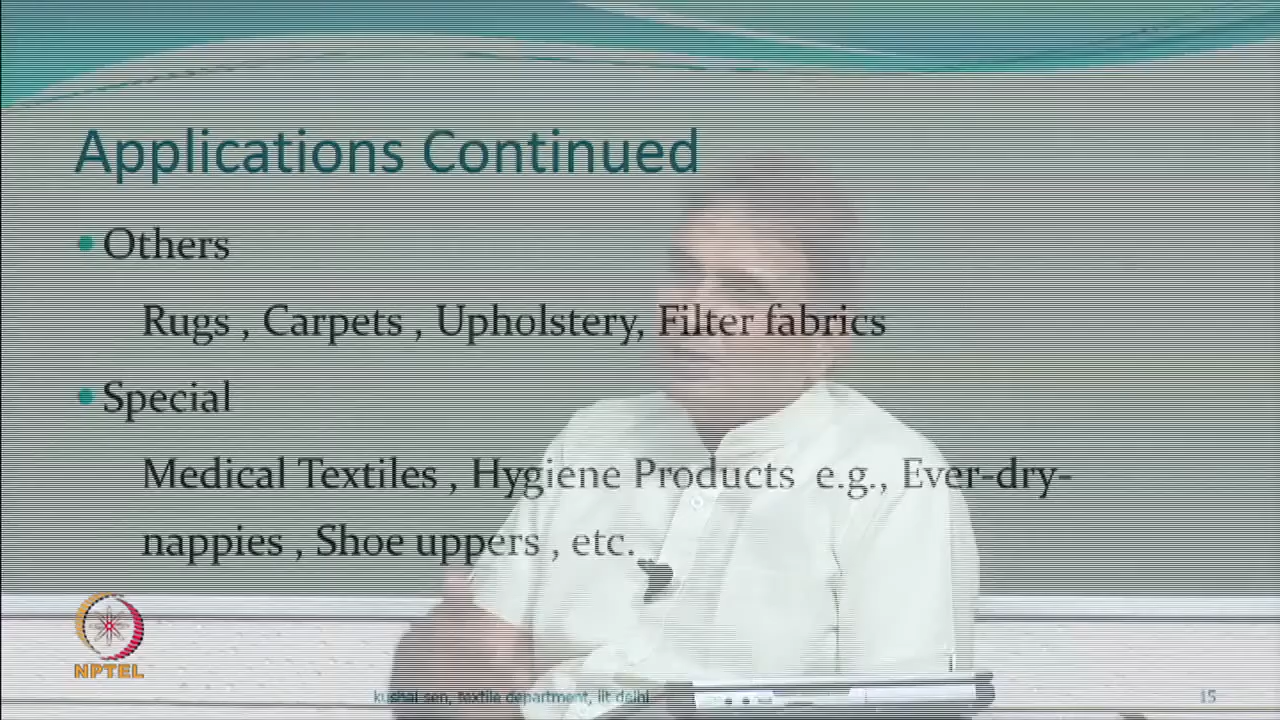 Applications Continued
Others
Rugs , Carpets , Upholstery, Filter fabrics
Special
Medical Textiles , Hygiene Products e.g., Ever-dry-
nappies , Shoe uppers , etc.
NPTEL
kushal sen, textile department, iit delhi
15